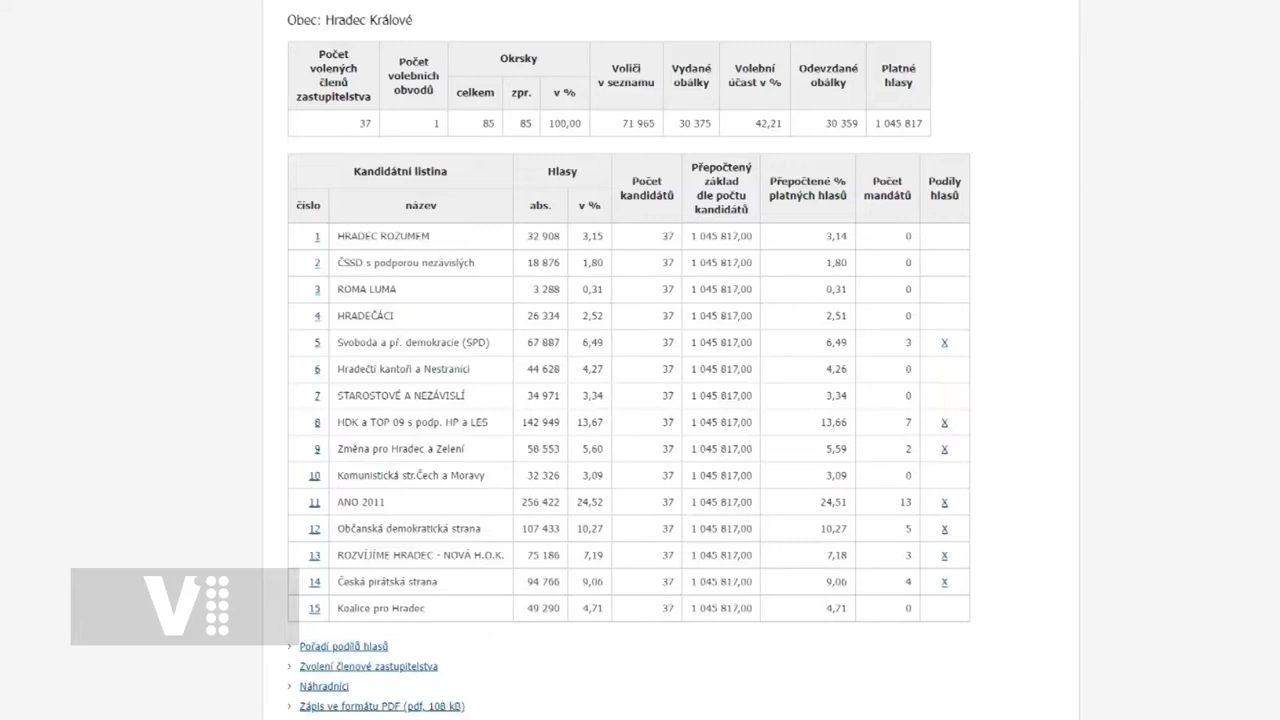 Obec: Hradec Králové
Počet volených členů zastupitelstva Počet volebních obvodů Okrsky Voliči v seznamu Vydané obálky Volební účast v % Odevzdané obálky Platné hlasy
celkem zpr. v %
37 1 85 85 100,00 71 965 30 375 42,21 30 359 1 045 817
Kandidátní listina Hlasy Počet kandidátů Přepočtený základ dle počtu kandidátů Přepočtené % platných hlasů Počet mandátů Podíly hlasů
číslo název abs. v %
1 HRADEC ROZUMEM 32 908 3,15 37 1 045 817,00 3,14 0
2 ČSSD s podporou nezávislých 18 876 1,80 37 1 045 817,00 1,80 0
3 ROMA LUMA 3 288 0,31 37 1 045 817,00 0,31 0
4 HRADEČÁCI 26 334 2,52 37 1 045 817,00 2,51 0
5 Svoboda a př. demokracie (SPD) 67 887 6,49 37 1 045 817,00 6,49 3 X
6 Hradečtí kantoři a Nestraníci 44 628 4,27 37 1 045 817,00 4,26 0
7 STAROSTOVÉ A NEZÁVISLÍ 34 971 3,34 37 1 045 817,00 3,34 0
8 HDK a TOP 09 s podp. HP a LES 142 949 13,67 37 1 045 817,00 13,66 7 X
9 Změna pro Hradec a Zelení 58 553 5,60 37 1 045 817,00 5,59 2 X
10 Komunistická str.Čech a Moravy 32 326 3,09 37 1 045 817,00 3,09 0
11 ANO 2011 256 422 24,52 37 1 045 817,00 24,51 13 X
12 Občanská demokratická strana 107 433 10,27 37 1 045 817,00 10,27 5 X
13 ROZVÍJÍME HRADEC - NOVÁ H.O.K. 75 186 7,19 37 1 045 817,00 7,18 3 X
14 Česká pirátská strana 94 766 9,06 37 1 045 817,00 9,06 4 X
15 Koalice pro Hradec 49 290 4,71 37 1 045 817,00 4,71 0
V
› Pořadí podílů hlasů
› Zvolení členové zastupitelstva
› Náhradníci
› Zápis ve formátu PDF (pdf, 108 kB)